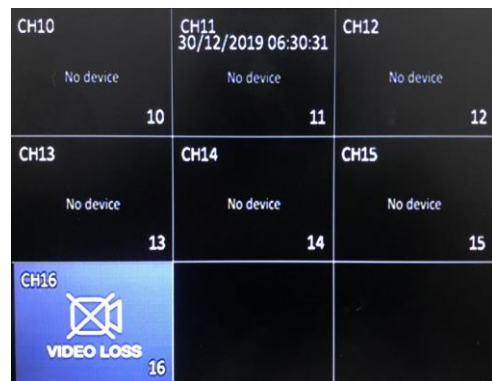 CH10
No device
10
CH11
30/12/2019 06:30:31
No device
11
CH12
No device
12
CH13
No device
13
CH14
No device
14
CH15
No device
15
CH16
VIDEO LOSS
16